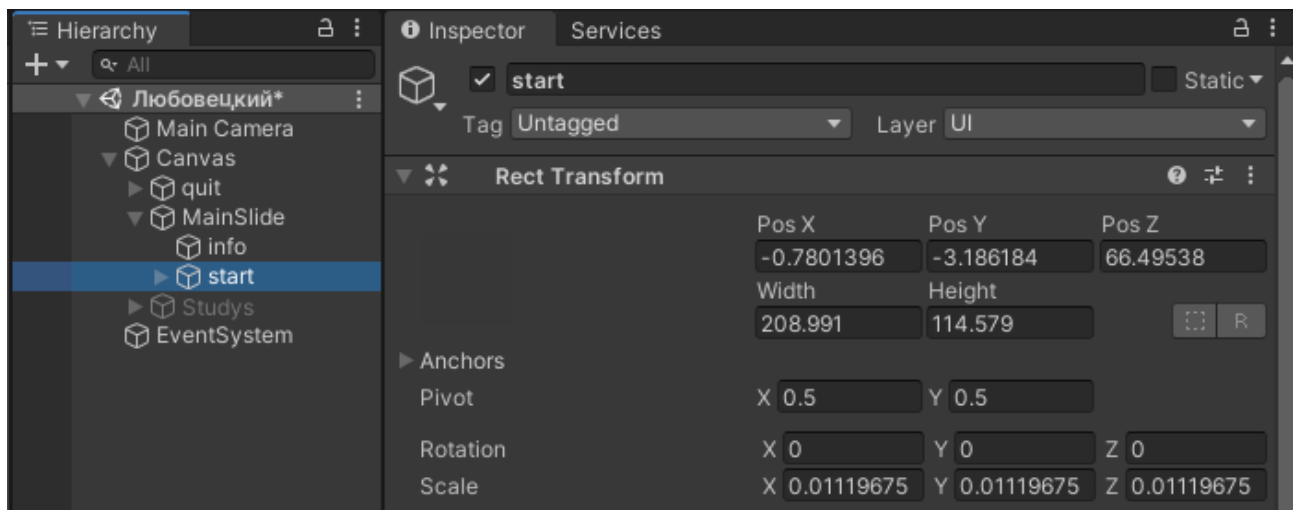 Hierarchy
All
Любовецкий*
Main Camera
Canvas
quit
MainSlide
info
start
Studys
EventSystem
Inspector Services
start Static
Tag Untagged Layer UI
Rect Transform
Pos X Pos Y Pos Z
-0.7801396 -3.186184 66.49538
Width Height
208.991 114.579
R
Anchors
Pivot X 0.5 Y 0.5
Rotation X 0 Y 0 Z 0
Scale X 0.01119675 Y 0.01119675 Z 0.01119675